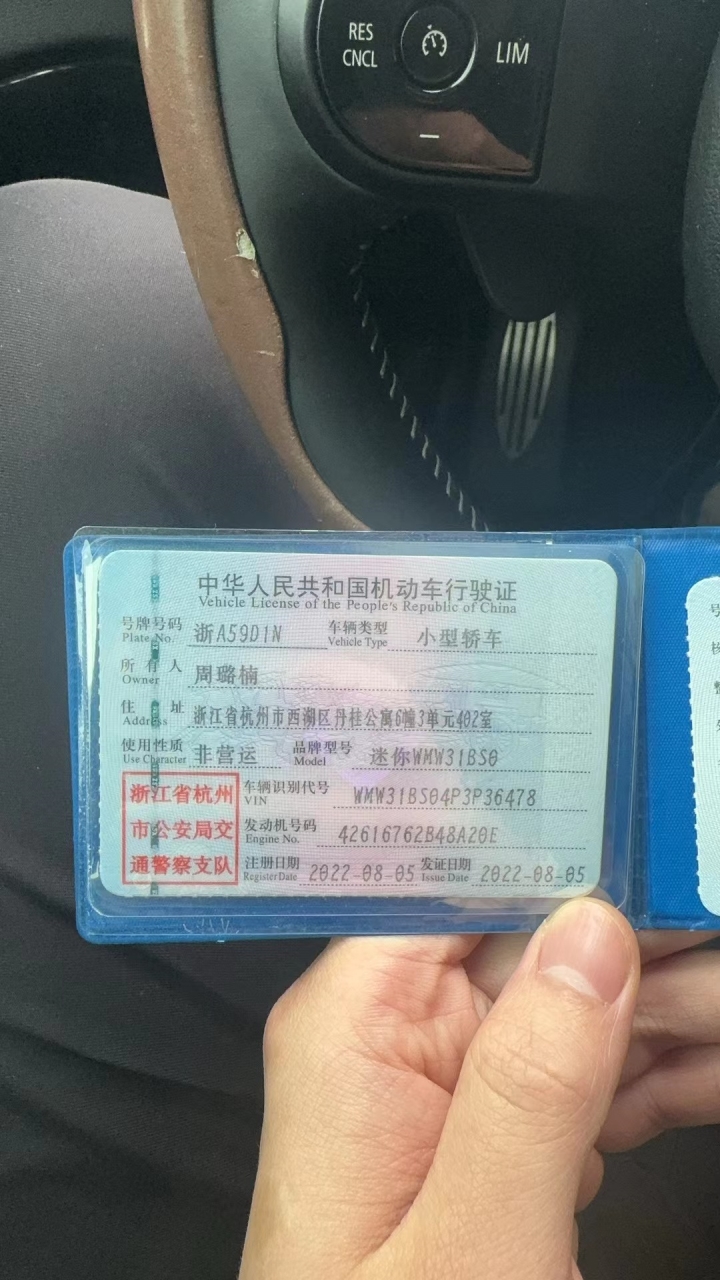 RES
CNCL
LIM
中华人民共和国机动车行驶证
Vehicle License of the People's Republic of China
号牌号码 浙A59D1N 车辆类型 小型轿车
Plate No. Vehicle Type
所有人 周璐楠
Owner
住址 浙江省杭州市西湖区丹桂公寓6幢3单元402室
Address
使用性质 非营运 品牌型号 迷你WMW31BS0
Use Character Model
浙江省杭州
市公安局交
通警察支队
车辆识别代号 WMW31BS04P3P36478
VIN
发动机号码 42616762B48A20E
Engine No.
注册日期 2022-08-05 发证日期 2022-08-05
Register Date Issue Date
号